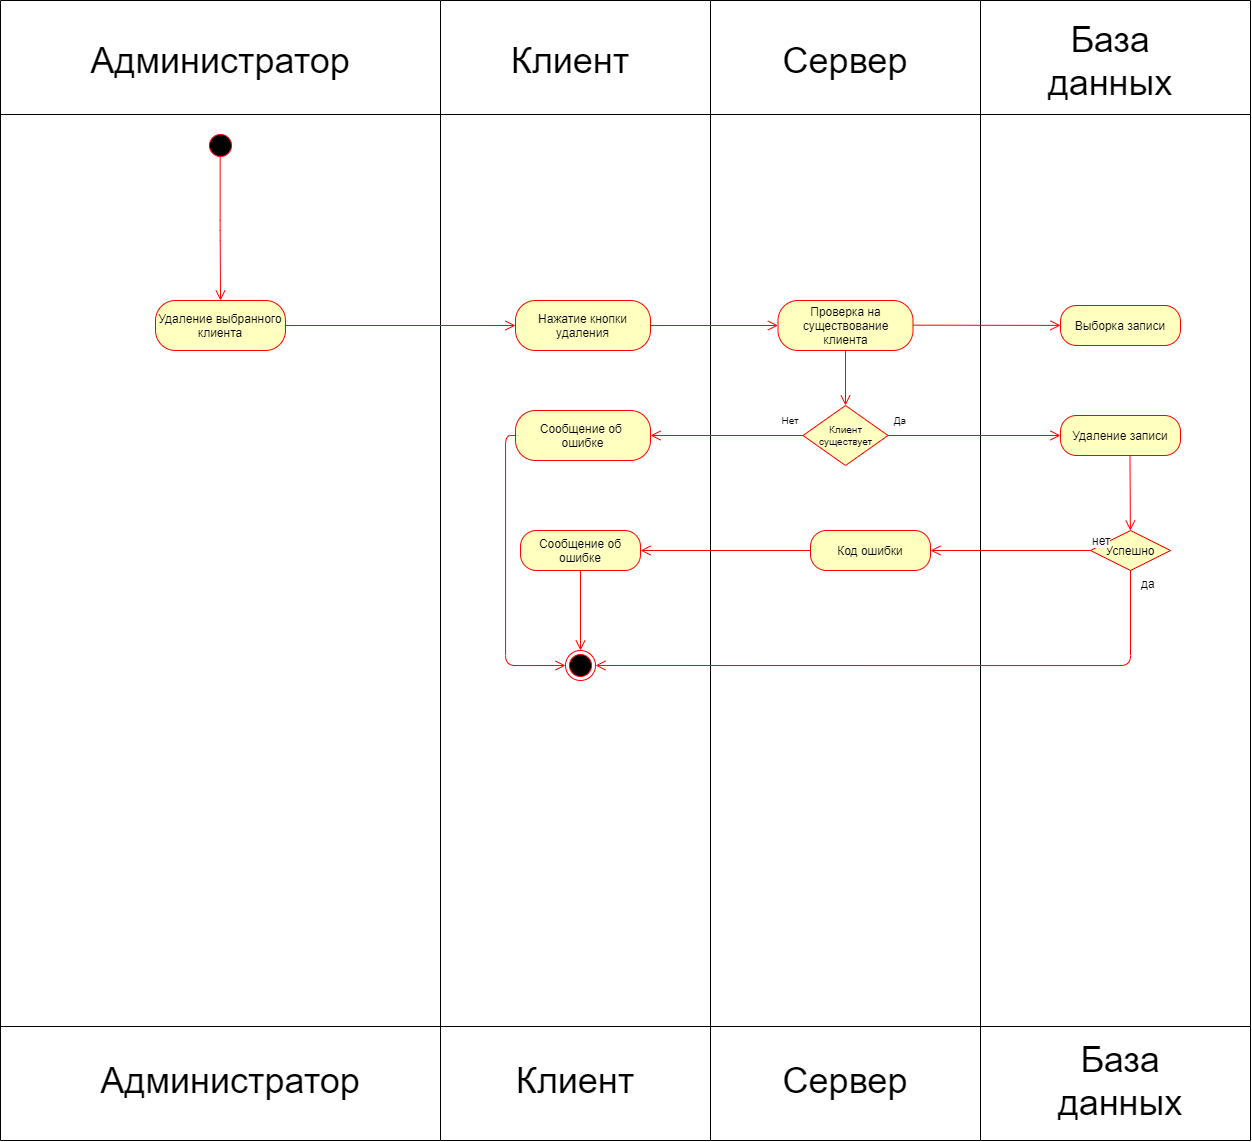 Администратор
Клиент
Сервер
База
данных
Удаление выбранного
клиента
Нажатие кнопки
удаления
Проверка на
существование
клиента
Выборка записи
Сообщение об
ошибке
Нет
Клиент
существует
Да
Удаление записи
Сообщение об
ошибке
Код ошибки
нет
Успешно
да
Администратор
Клиент
Сервер
База
данных